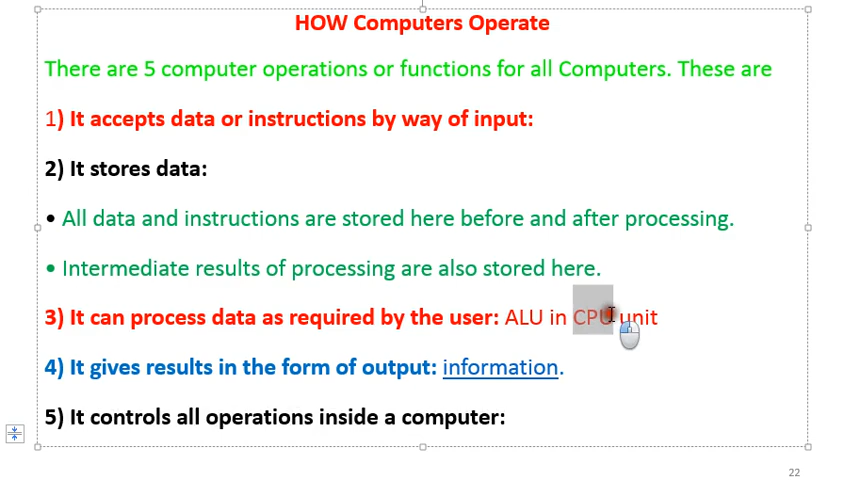 HOW Computers Operate
There are 5 computer operations or functions for all Computers. These are
1) It accepts data or instructions by way of input:
2) It stores data:
• All data and instructions are stored here before and after processing.
• Intermediate results of processing are also stored here.
3) It can process data as required by the user: ALU in CPU unit
4) It gives results in the form of output: information.
5) It controls all operations inside a computer:
22